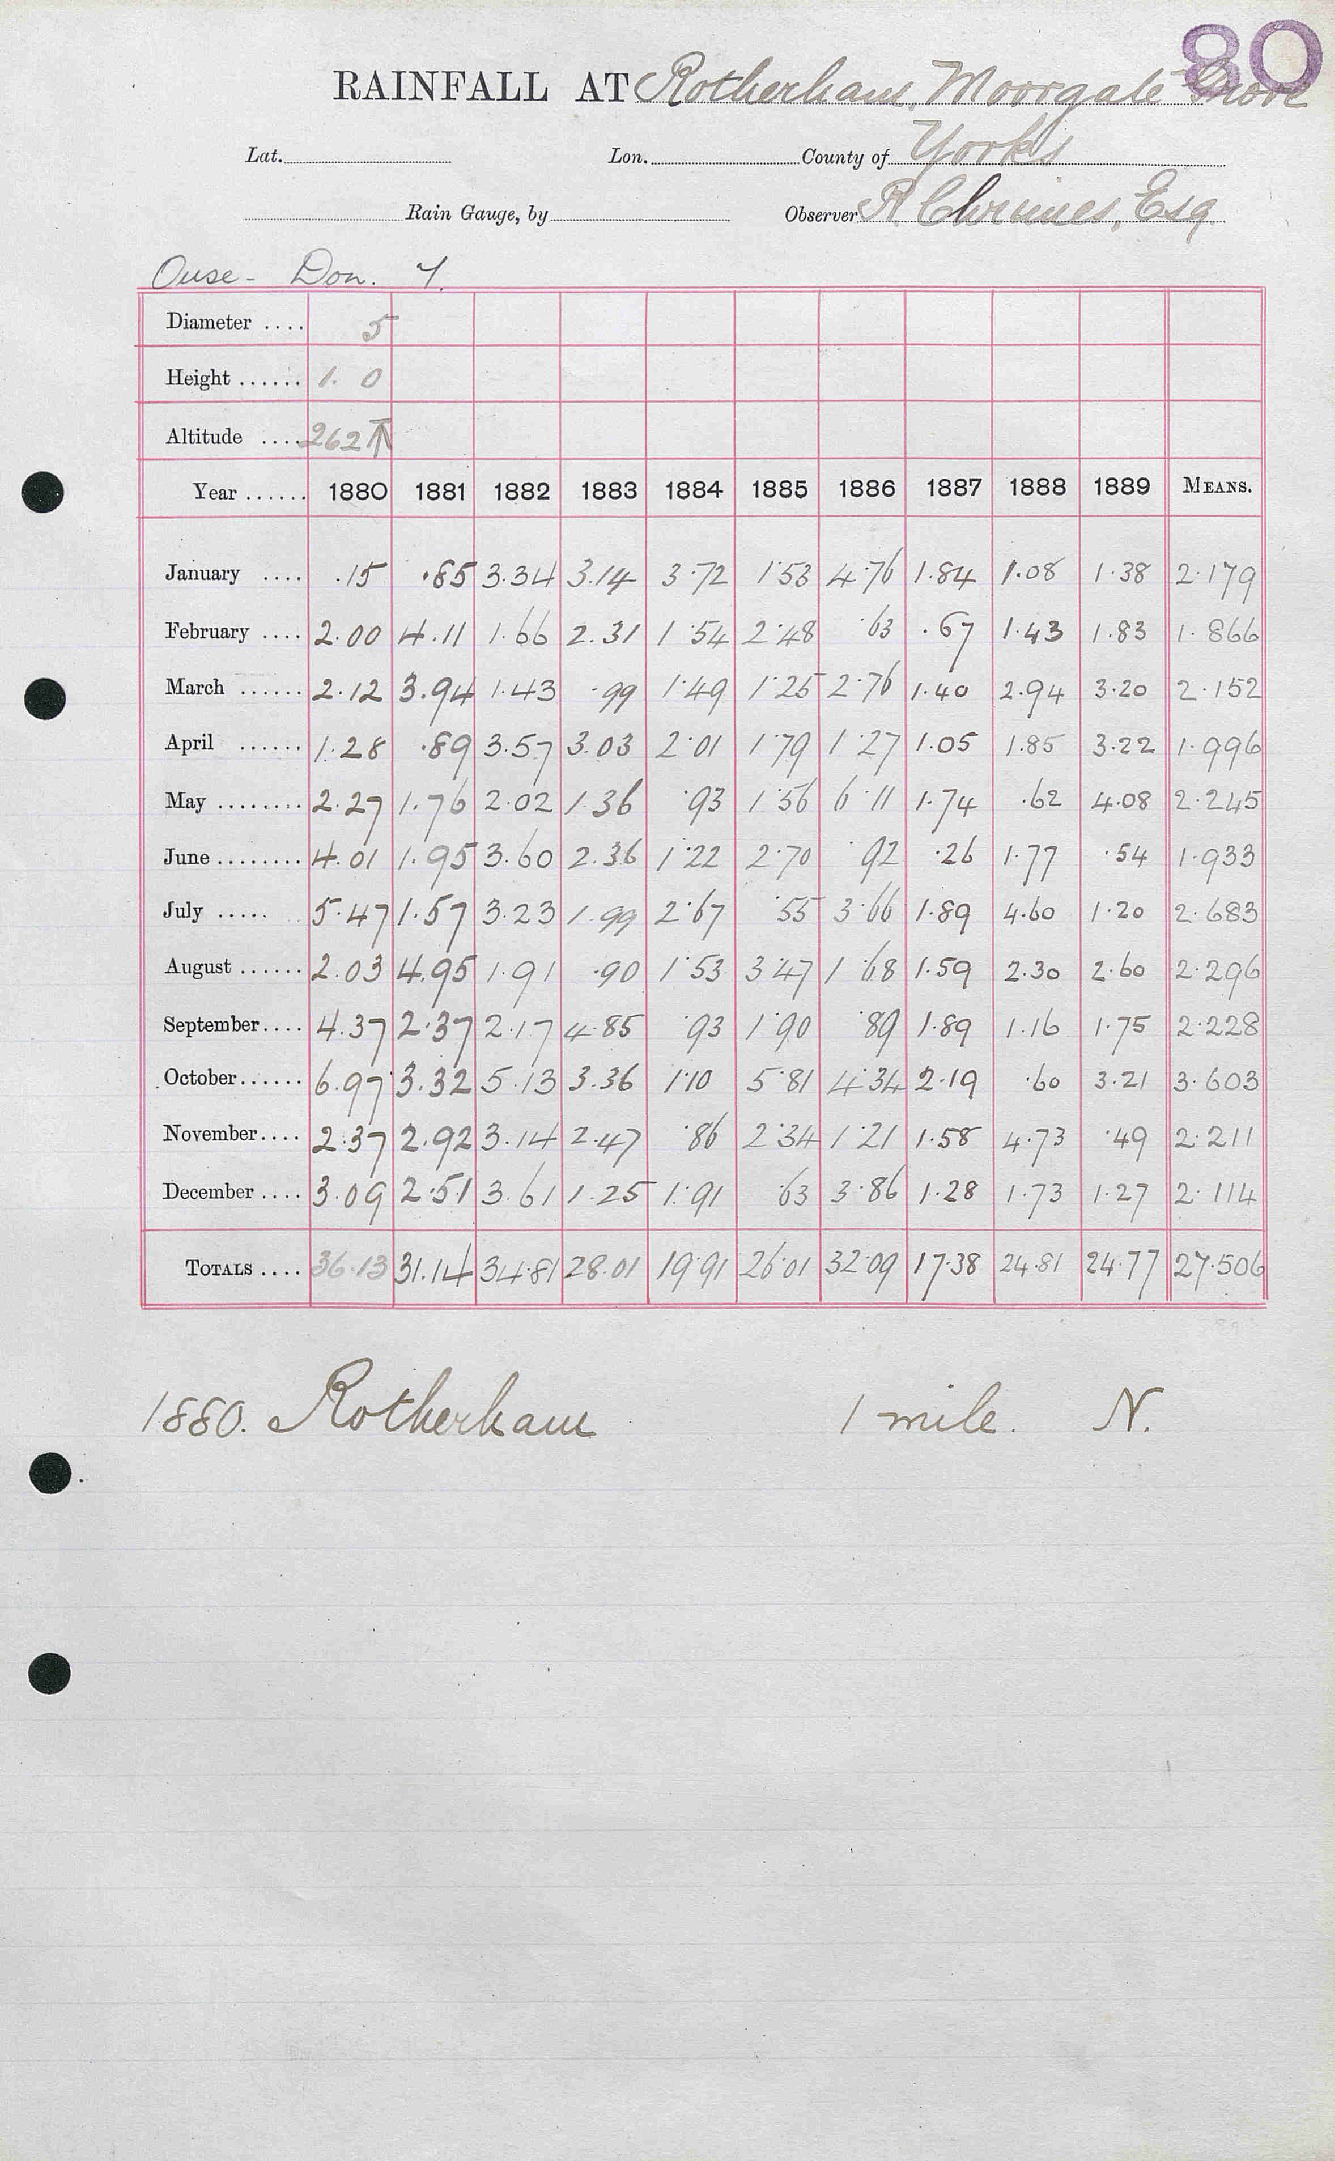 80
RAINFALL AT Rotherham, Moorgate Grove
Lat. Lon. County of Yorks
Rain Gauge, by Observer R. Chrimes, Esq.
Ouse - Don. Y.
Diameter .... 5
Height ...... 1. 0
Altitude .... 262 ↑
Year ...... 1880 1881 1882 1883 1884 1885 1886 1887 1888 1889 MEANS.
January .... .15 .85 3.34 3.14 3.72 1.53 4.76 1.84 1.08 1.38 2.179
February .... 2.00 4.11 1.66 2.31 1.54 2.48 .63 .67 1.43 1.83 1.866
March ...... 2.12 3.94 1.43 .99 1.49 1.25 2.76 1.40 2.94 3.20 2.152
April ...... 1.28 .89 3.57 3.03 2.01 1.79 1.27 1.05 1.85 3.22 1.996
May ........ 2.27 1.76 2.02 1.36 .93 1.56 6.11 1.74 .62 4.08 2.245
June ........ 4.01 1.95 3.60 2.36 1.22 2.70 .92 .26 1.77 .54 1.933
July ..... 5.47 1.57 3.23 1.99 2.67 .55 3.66 1.89 4.60 1.20 2.683
August ...... 2.03 4.95 1.91 .90 1.53 3.47 1.68 1.59 2.30 2.60 2.296
September.... 4.37 2.37 2.17 4.85 .93 1.90 .89 1.89 1.16 1.75 2.228
October...... 6.97 3.32 5.13 3.36 1.10 5.81 4.34 2.19 .60 3.21 3.603
November.... 2.37 2.92 3.14 2.47 .86 2.34 1.21 1.58 4.73 .49 2.211
December .... 3.09 2.51 3.61 1.25 1.91 .63 3.86 1.28 1.73 1.27 2.114
TOTALS .... 36.13 31.14 34.81 28.01 19.91 26.01 32.09 17.38 24.81 24.77 27.506
1880. Rotherham 1 mile. N.